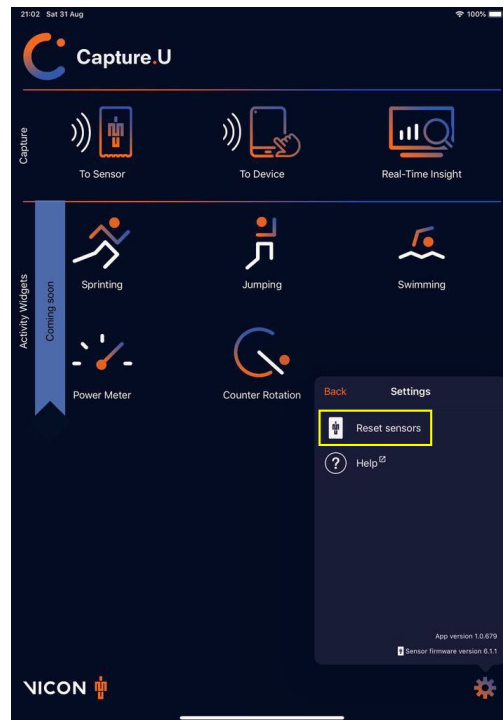 21:02 Sat 31 Aug 100%
Capture.U
Capture
To Sensor To Device Real-Time Insight
Activity Widgets
Coming soon
Sprinting Jumping Swimming
Power Meter Counter Rotation
Back Settings
Reset sensors
? Help
App version 1.0.679
Sensor firmware version 6.1.1
VICON